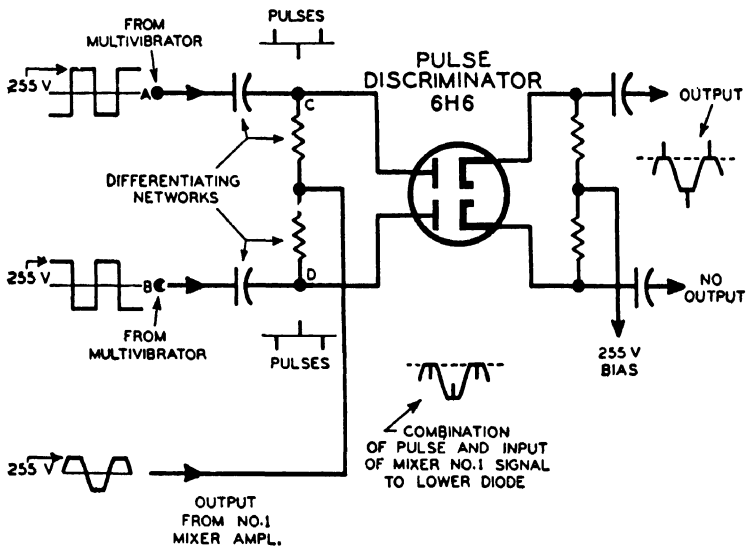 FROM
MULTIVIBRATOR
PULSES
255 V
A
C
PULSE
DISCRIMINATOR
6H6
OUTPUT
DIFFERENTIATING
NETWORKS
255 V
B
D
FROM
MULTIVIBRATOR
PULSES
NO
OUTPUT
255 V
BIAS
COMBINATION
OF PULSE AND INPUT
OF MIXER NO.1 SIGNAL
TO LOWER DIODE
255 V
OUTPUT
FROM NO.1
MIXER AMPL.